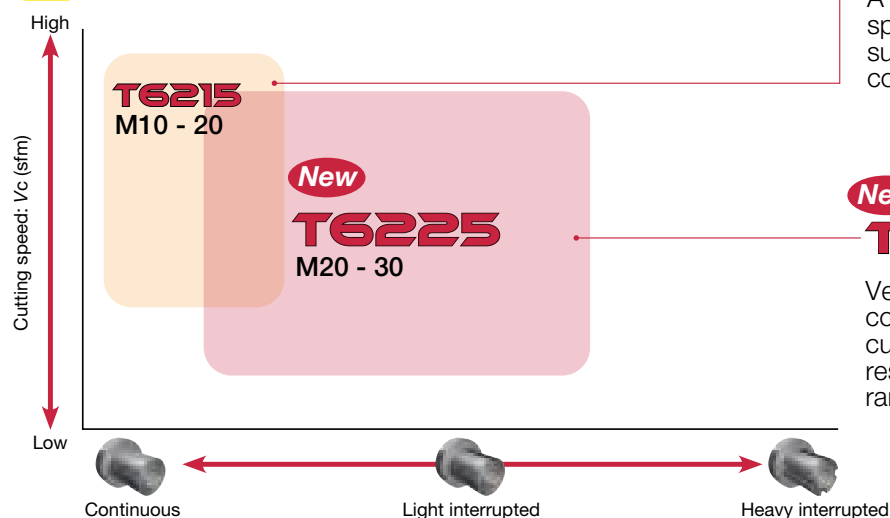 High
T6215
M10 - 20
New
T6225
M20 - 30
Cutting speed: Vc (sfm)
Low
Continuous
Light interrupted
Heavy interrupted